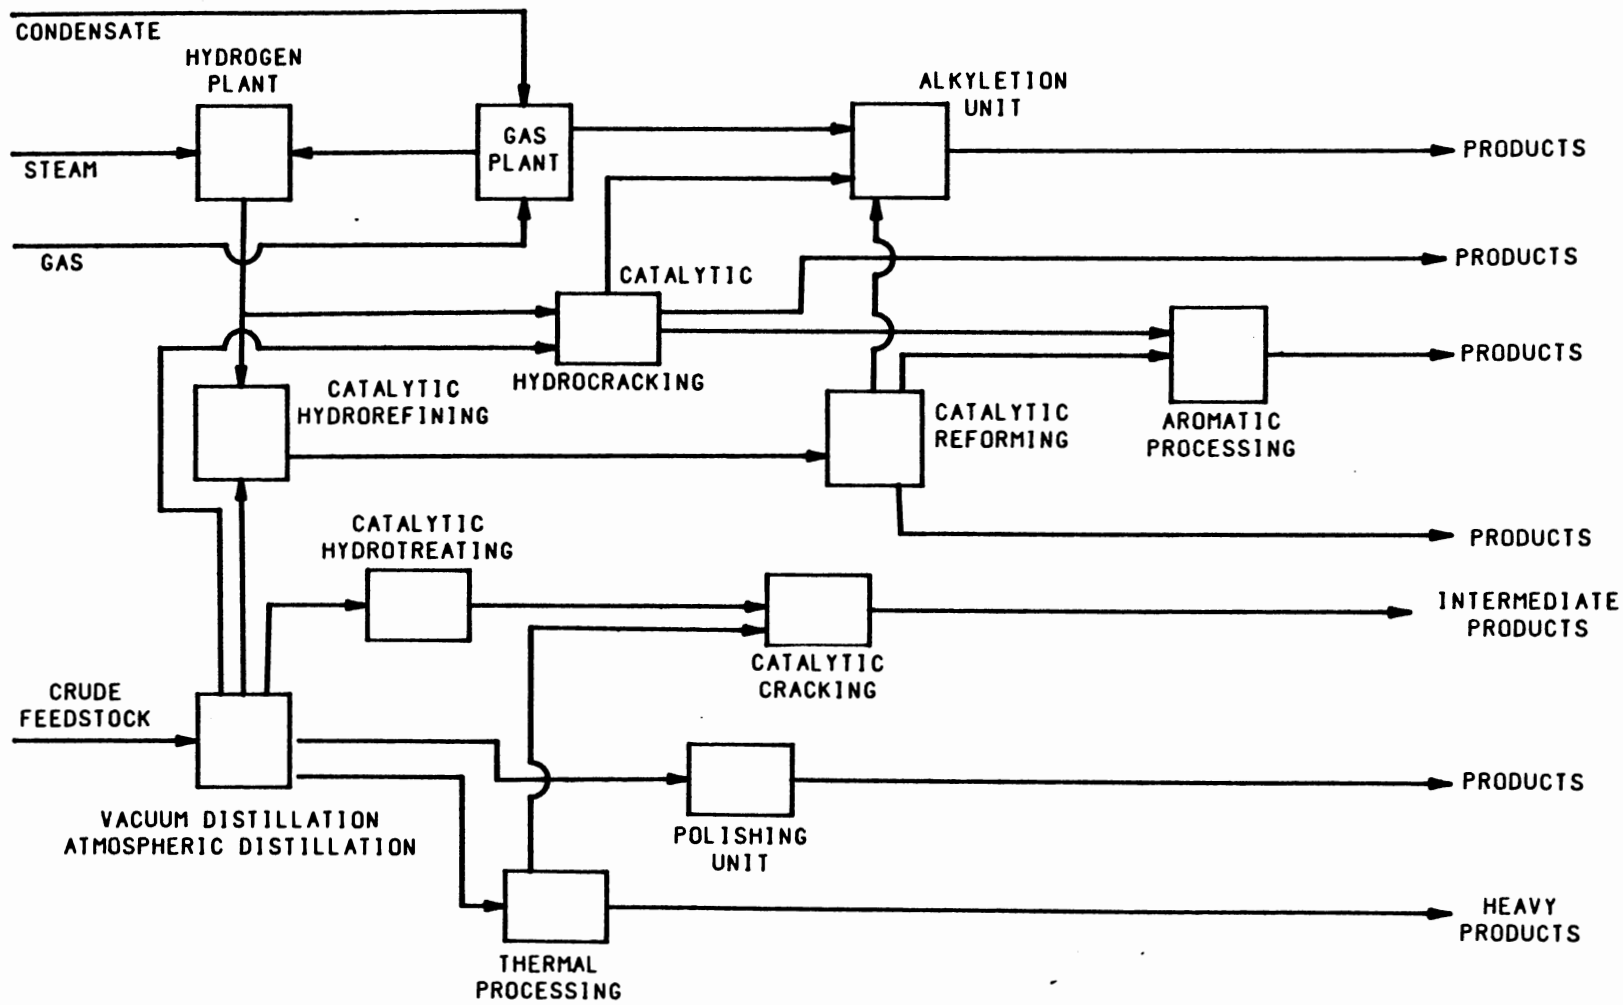 CONDENSATE
HYDROGEN
PLANT
ALKYLETION
UNIT
GAS
PLANT
PRODUCTS
STEAM
GAS
CATALYTIC
PRODUCTS
HYDROCRACKING
PRODUCTS
CATALYTIC
HYDROREFINING
CATALYTIC
REFORMING
AROMATIC
PROCESSING
CATALYTIC
HYDROTREATING
PRODUCTS
INTERMEDIATE
PRODUCTS
CATALYTIC
CRACKING
CRUDE
FEEDSTOCK
PRODUCTS
VACUUM DISTILLATION
ATMOSPHERIC DISTILLATION
POLISHING
UNIT
HEAVY
PRODUCTS
THERMAL
PROCESSING